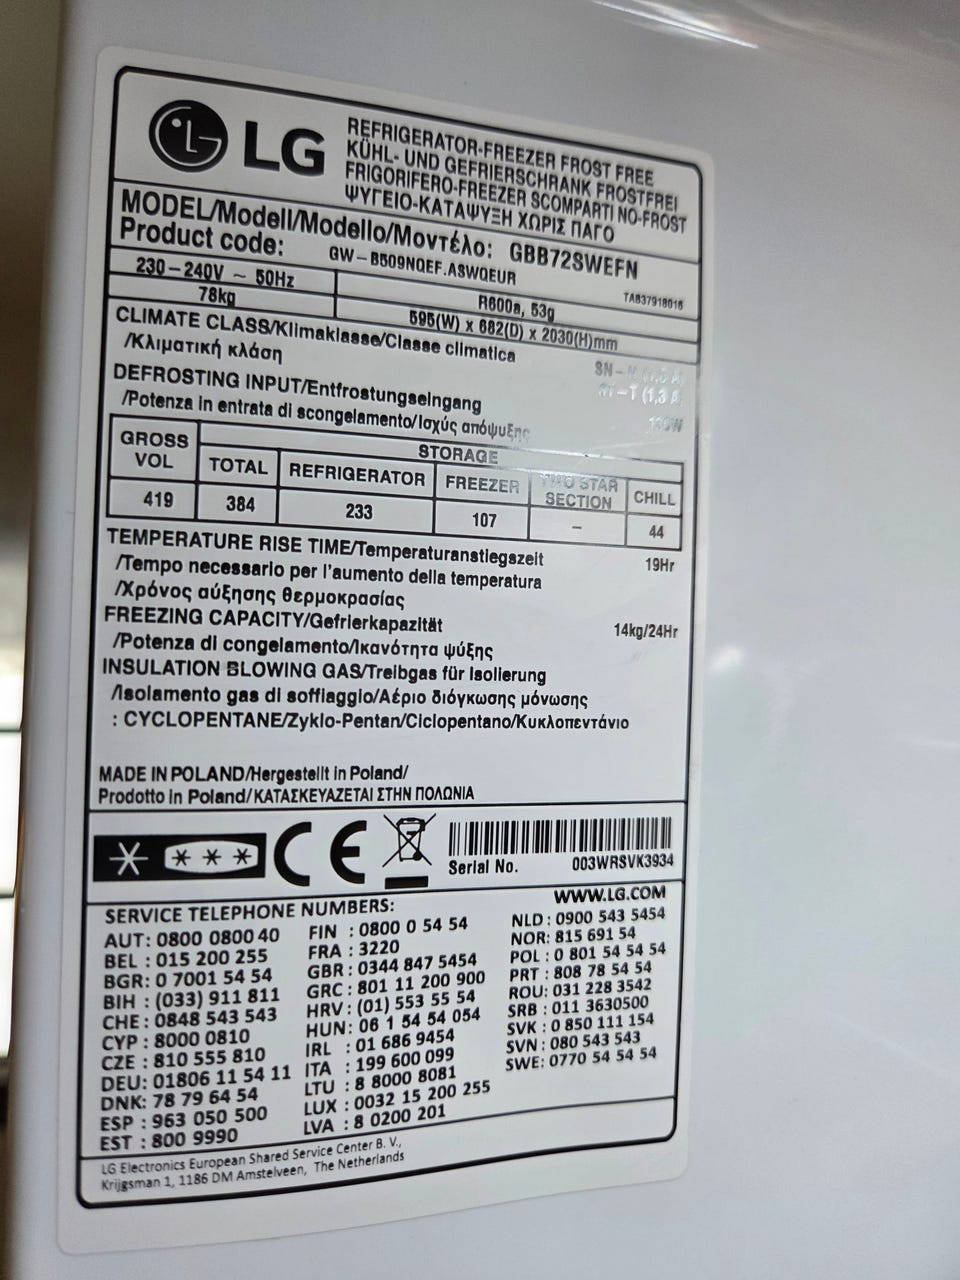 LG
REFRIGERATOR-FREEZER FROST FREE
KÜHL- UND GEFRIERSCHRANK FROSTFREI
FRIGORIFERO-FREEZER SCOMPARTI NO-FROST
ΨΥΓΕΙΟ-ΚΑΤΑΨΥΞΗ ΧΩΡΙΣ ΠΑΓΟ
MODEL/Modell/Modello/Μοντέλο: GBB72SWEFN
Product code: GW-B509NQEF.ASWQEUR
TAB37918016
230-240V ~ 50Hz R600a, 53g
78kg 595(W) x 682(D) x 2030(H)mm
CLIMATE CLASS/Klimaklasse/Classe climatica
/Κλιματική κλάση
SN-N (1,5 A)
ST-T (1,3 A)
DEFROSTING INPUT/Entfrostungseingang
/Potenza in entrata di scongelamento/Ισχύς απόψυξης
GROSS VOL STORAGE
TOTAL REFRIGERATOR FREEZER TWO STAR SECTION CHILL
419 384 233 107 - 44
TEMPERATURE RISE TIME/Temperaturanstiegszeit 19Hr
/Tempo necessario per l'aumento della temperatura
/Χρόνος αύξησης θερμοκρασίας
FREEZING CAPACITY/Gefrierkapazität 14kg/24Hr
/Potenza di congelamento/Ικανότητα ψύξης
INSULATION BLOWING GAS/Treibgas für Isolierung
/Isolamento gas di soffiaggio/Αέριο διόγκωσης μόνωσης
: CYCLOPENTANE/Zyklo-Pentan/Ciclopentano/Κυκλοπεντάνιο
MADE IN POLAND/Hergestellt in Poland/
Prodotto in Poland/ΚΑΤΑΣΚΕΥΑΖΕΤΑΙ ΣΤΗΝ ΠΟΛΩΝΙΑ
CE
Serial No. 003WRSVK3934
WWW.LG.COM
SERVICE TELEPHONE NUMBERS:
AUT: 0800 0800 40
BEL : 015 200 255
BGR: 0 7001 54 54
BIH : (033) 911 811
CHE : 0848 543 543
CYP : 8000 0810
CZE : 810 555 810
DEU: 01806 11 54 11
DNK: 78 79 64 54
ESP : 963 050 500
EST : 800 9990
FIN : 0800 0 54 54
FRA : 3220
GBR : 0344 847 5454
GRC : 801 11 200 900
HRV : (01) 553 55 54
HUN: 06 1 54 54 054
IRL : 01 686 9454
ITA : 199 600 099
LTU : 8 8000 8081
LUX : 0032 15 200 255
LVA : 8 0200 201
NLD : 0900 543 5454
NOR: 815 691 54
POL : 0 801 54 54 54
PRT : 808 78 54 54
ROU: 031 228 3542
SRB : 011 3630500
SVK : 0 850 111 154
SVN : 080 543 543
SWE: 0770 54 54 54
LG Electronics European Shared Service Center B. V.,
Krijgsman 1, 1186 DM Amstelveen, The Netherlands